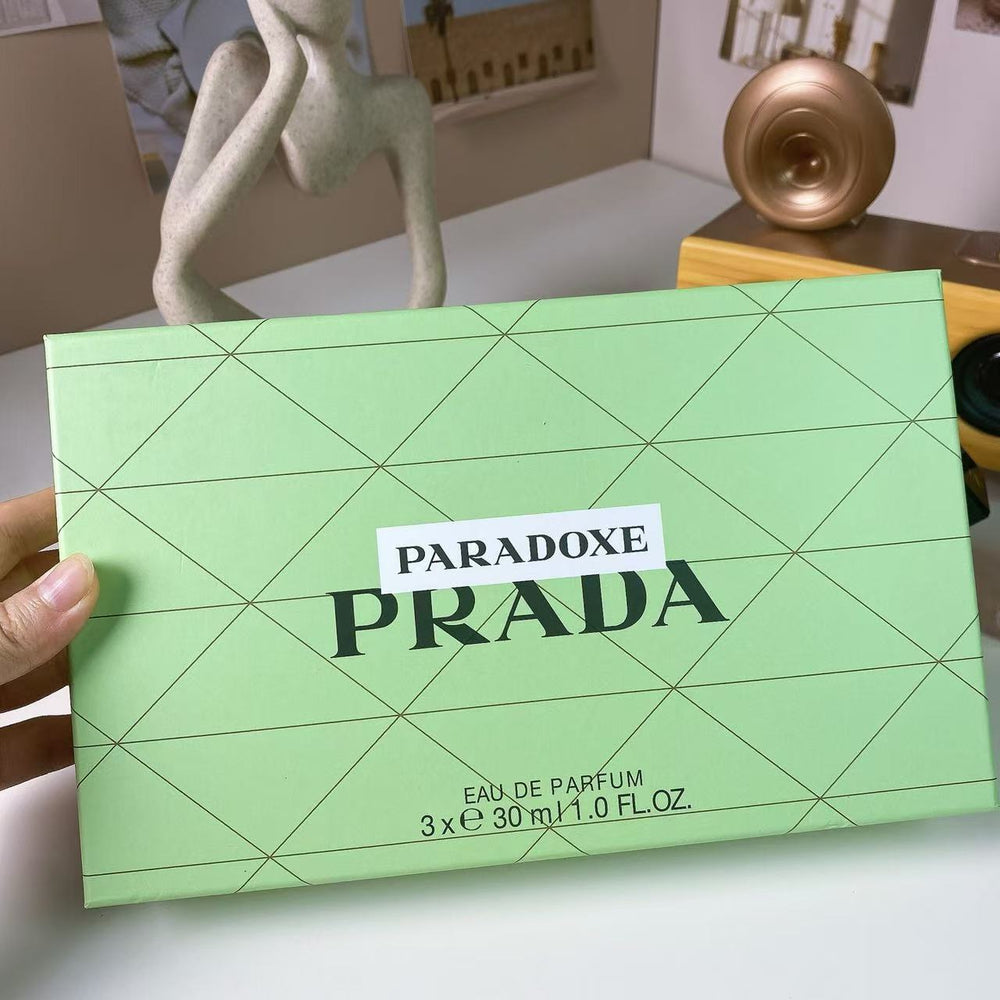 PARADOXE
PRADA
EAU DE PARFUM
3 x ℮ 30 ml 1.0 FL.OZ.